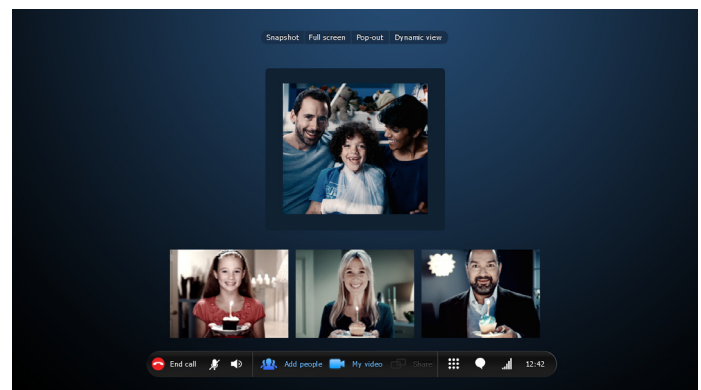 Snapshot Full screen Pop-out Dynamic view
End call Add people My video Share 12:42